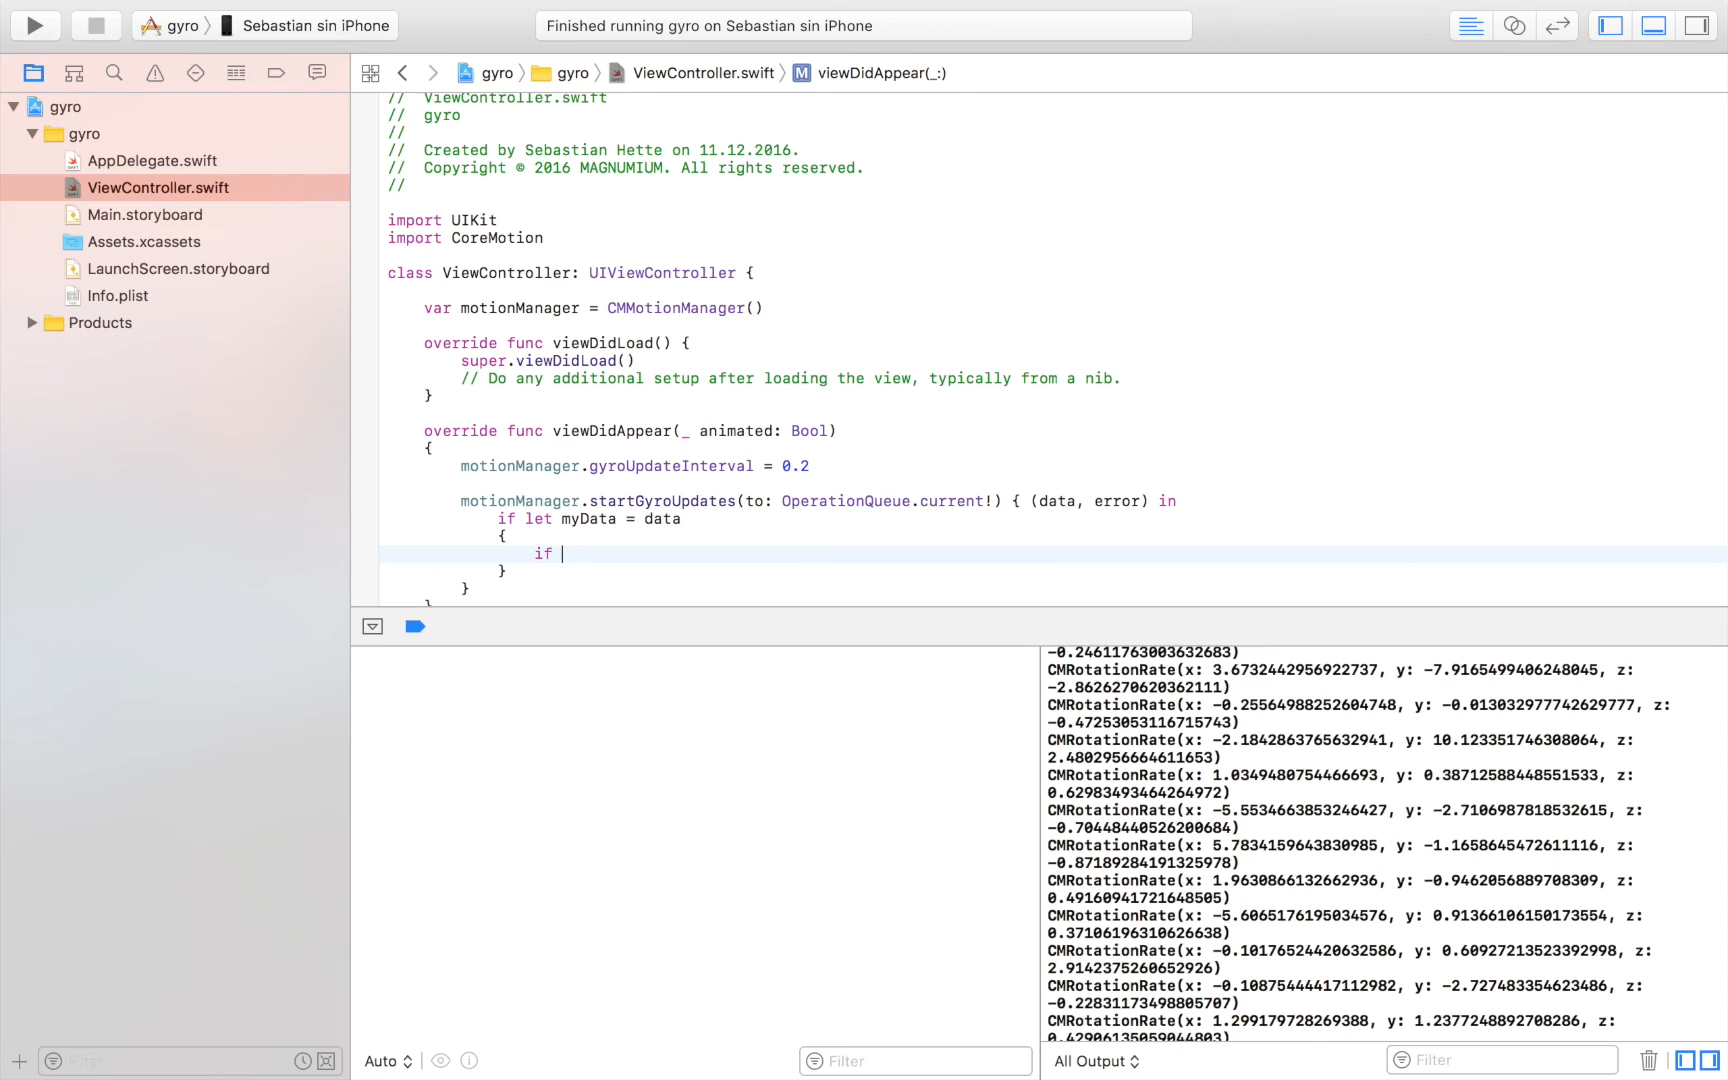 gyro Sebastian sin iPhone
Finished running gyro on Sebastian sin iPhone
gyro gyro ViewController.swift M viewDidAppear(_:)
gyro
gyro
AppDelegate.swift
ViewController.swift
Main.storyboard
Assets.xcassets
LaunchScreen.storyboard
Info.plist
Products
//  ViewController.swift
//  gyro
//
//  Created by Sebastian Hette on 11.12.2016.
//  Copyright © 2016 MAGNUMIUM. All rights reserved.
//
import UIKit
import CoreMotion
class ViewController: UIViewController {
var motionManager = CMMotionManager()
override func viewDidLoad() {
super.viewDidLoad()
// Do any additional setup after loading the view, typically from a nib.
}
override func viewDidAppear(_ animated: Bool)
{
motionManager.gyroUpdateInterval = 0.2
motionManager.startGyroUpdates(to: OperationQueue.current!) { (data, error) in
if let myData = data
{
if
}
}
}
-0.24611763003632683)
CMRotationRate(x: 3.6732442956922737, y: -7.9165499406248045, z:
-2.8626270620362111)
CMRotationRate(x: -0.25564988252604748, y: -0.013032977742629777, z:
-0.47253053116715743)
CMRotationRate(x: -2.1842863765632941, y: 10.123351746308064, z:
2.4802956664611653)
CMRotationRate(x: 1.0349480754466693, y: 0.38712588448551533, z:
0.62983493464264972)
CMRotationRate(x: -5.5534663853246427, y: -2.7106987818532615, z:
-0.70448440526200684)
CMRotationRate(x: 5.7834159643830985, y: -1.1658645472611116, z:
-0.87189284191325978)
CMRotationRate(x: 1.9630866132662936, y: -0.9462056889708309, z:
0.49160941721648505)
CMRotationRate(x: -5.6065176195034576, y: 0.91366106150173554, z:
0.37106196310626638)
CMRotationRate(x: -0.10176524420632586, y: 0.60927213523392998, z:
2.9142375260652926)
CMRotationRate(x: -0.10875444417112982, y: -2.727483354623486, z:
-0.22831173498805707)
CMRotationRate(x: 1.299179728269388, y: 1.2377248892708286, z:
0.42906135059044803)
Filter
Auto
Filter
All Output
Filter